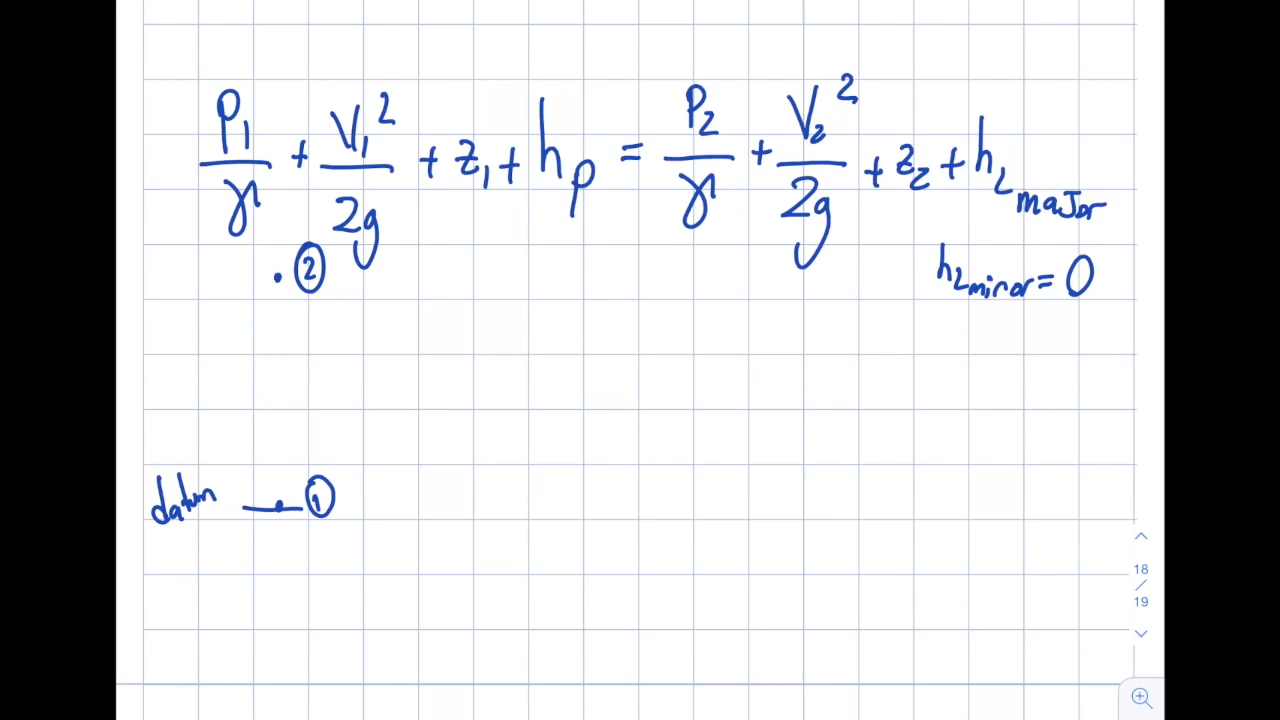 P₁/γ + V₁²/2g + z₁ + hp = P₂/γ + V₂²/2g + z₂ + hL maJor
• ② hL minor = 0
datum ①
18
/
19